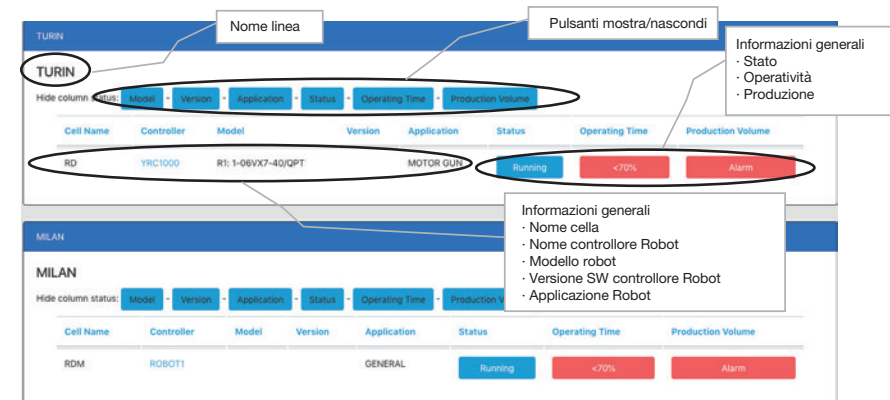 Nome linea
Pulsanti mostra/nascondi
TURIN
Informazioni generali
· Stato
· Operatività
· Produzione
TURIN
Hide column status: Model - Version - Application - Status - Operating Time - Production Volume
Cell Name Controller Model Version Application Status Operating Time Production Volume
RD YRC1000 R1: 1-06VX7-40/QPT MOTOR GUN Running <70% Alarm
Informazioni generali
· Nome cella
· Nome controllore Robot
· Modello robot
· Versione SW controllore Robot
· Applicazione Robot
MILAN
MILAN
Hide column status: Model - Version - Application - Status - Operating Time - Production
Cell Name Controller Model Version Application Status Operating Time Production Volume
RDM ROBOT1 GENERAL Running <70% Alarm